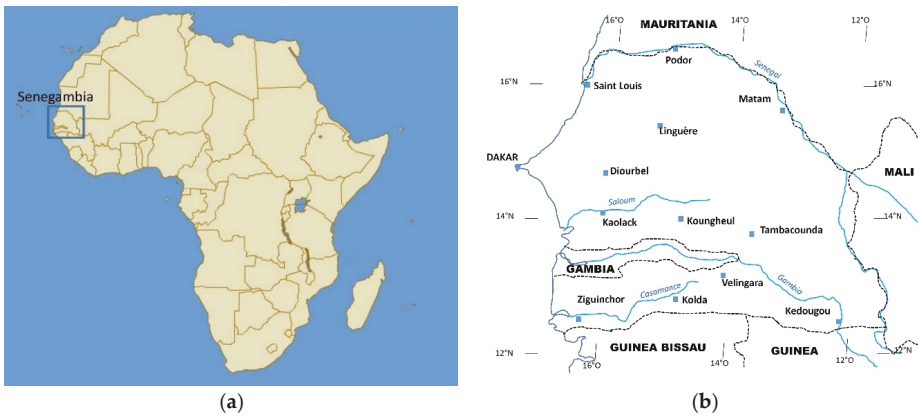 Senegambia
(a)
16°O
14°O
12°O
MAURITANIA
Podor
Senegal
16°N
16°N
Saint Louis
Matam
Linguère
DAKAR
Diourbel
MALI
Saloum
14°N
14°N
Kaolack
Koungheul
Tambacounda
GAMBIA
Velingara
Gambia
Casamance
Ziguinchor
Kolda
Kedougou
GUINEA BISSAU
GUINEA
12°N
12°N
16°O
14°O
12°O
(b)